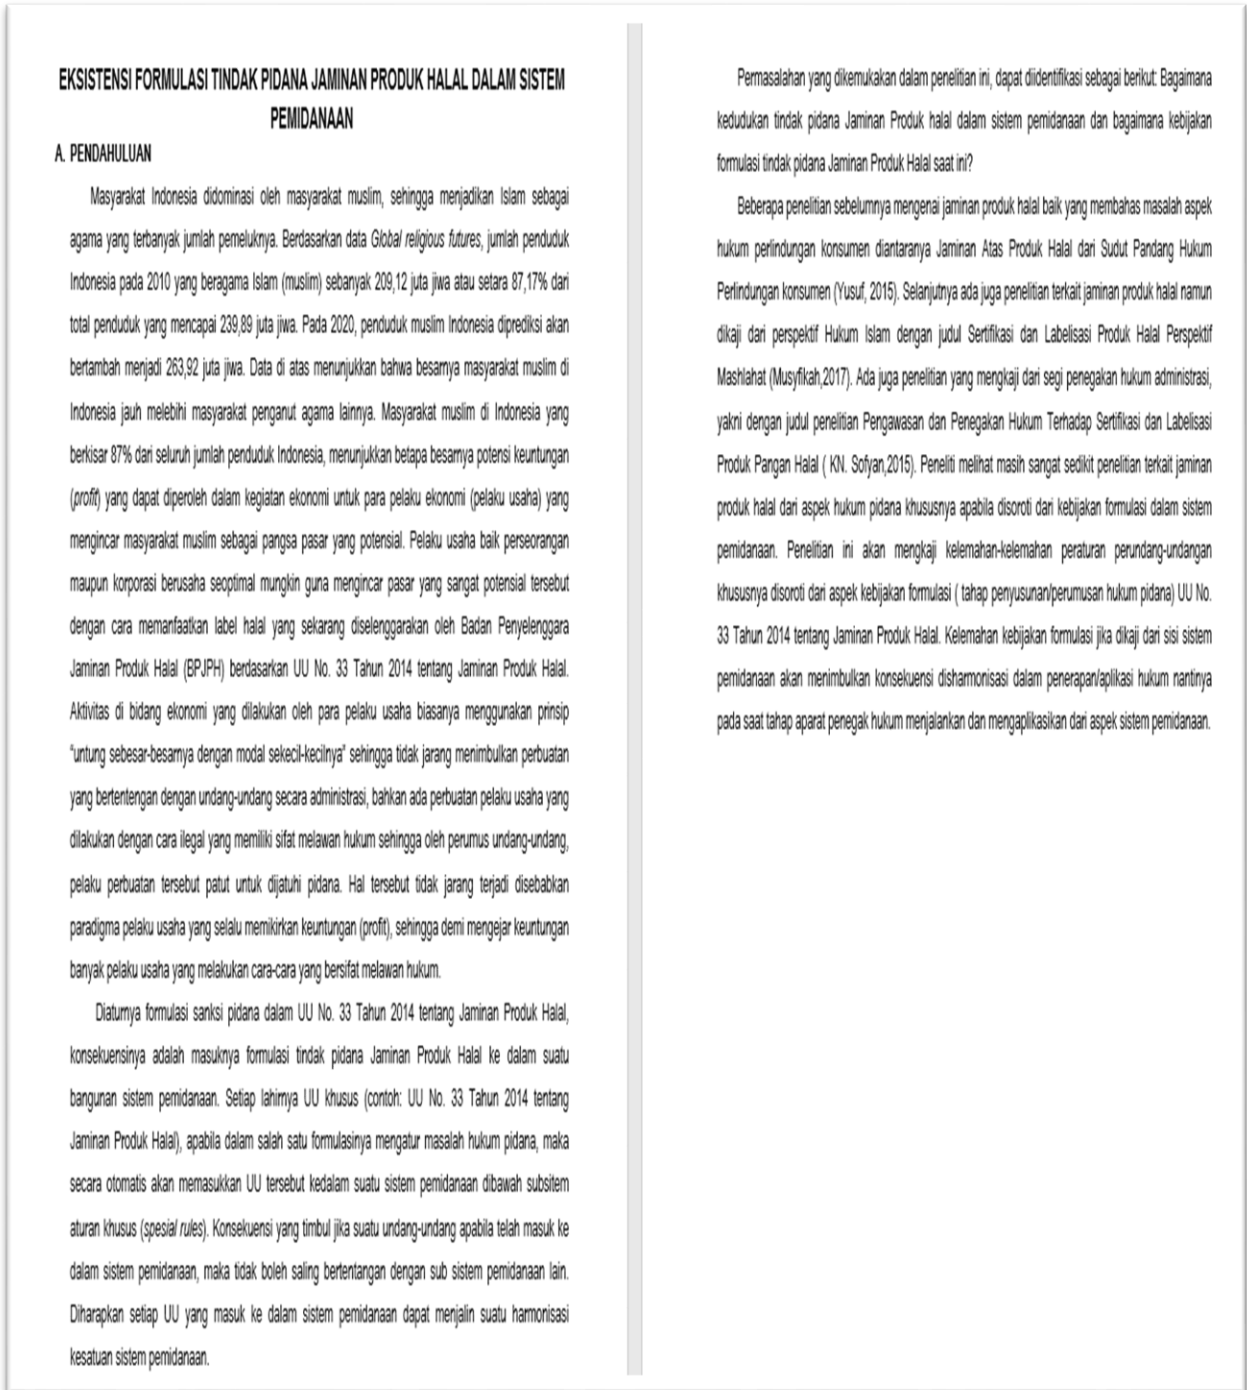 EKSISTENSI FORMULASI TINDAK PIDANA JAMINAN PRODUK HALAL DALAM SISTEM
PEMIDANAAN
A. PENDAHULUAN
Masyarakat Indonesia didominasi oleh masyarakat muslim, sehingga menjadikan Islam sebagai
agama yang terbanyak jumlah pemeluknya. Berdasarkan data Global religious futures, jumlah penduduk
Indonesia pada 2010 yang beragama Islam (muslim) sebanyak 209,12 juta jiwa atau setara 87,17% dari
total penduduk yang mencapai 239,89 juta jiwa. Pada 2020, penduduk muslim Indonesia diprediksi akan
bertambah menjadi 263,92 juta jiwa. Data di atas menunjukkan bahwa besarnya masyarakat muslim di
Indonesia jauh melebihi masyarakat penganut agama lainnya. Masyarakat muslim di Indonesia yang
berkisar 87% dari seluruh jumlah penduduk Indonesia, menunjukkan betapa besarnya potensi keuntungan
(profit) yang dapat diperoleh dalam kegiatan ekonomi untuk para pelaku ekonomi (pelaku usaha) yang
mengincar masyarakat muslim sebagai pangsa pasar yang potensial. Pelaku usaha baik perseorangan
maupun korporasi berusaha seoptimal mungkin guna mengincar pasar yang sangat potensial tersebut
dengan cara memanfaatkan label halal yang sekarang diselenggarakan oleh Badan Penyelenggara
Jaminan Produk Halal (BPJPH) berdasarkan UU No. 33 Tahun 2014 tentang Jaminan Produk Halal.
Aktivitas di bidang ekonomi yang dilakukan oleh para pelaku usaha biasanya menggunakan prinsip
"untung sebesar-besarnya dengan modal sekecil-kecilnya" sehingga tidak jarang menimbulkan perbuatan
yang bertentengan dengan undang-undang secara administrasi, bahkan ada perbuatan pelaku usaha yang
dilakukan dengan cara ilegal yang memiliki sifat melawan hukum sehingga oleh perumus undang-undang,
pelaku perbuatan tersebut patut untuk dijatuhi pidana. Hal tersebut tidak jarang terjadi disebabkan
paradigma pelaku usaha yang selalu memikirkan keuntungan (profit), sehingga demi mengejar keuntungan
banyak pelaku usaha yang melakukan cara-cara yang bersifat melawan hukum.
Diaturnya formulasi sanksi pidana dalam UU No. 33 Tahun 2014 tentang Jaminan Produk Halal,
konsekuensinya adalah masuknya formulasi tindak pidana Jaminan Produk Halal ke dalam suatu
bangunan sistem pemidanaan. Setiap lahirnya UU khusus (contoh: UU No. 33 Tahun 2014 tentang
Jaminan Produk Halal), apabila dalam salah satu formulasinya mengatur masalah hukum pidana, maka
secara otomatis akan memasukkan UU tersebut kedalam suatu sistem pemidanaan dibawah subsitem
aturan khusus (spesial rules). Konsekuensi yang timbul jika suatu undang-undang apabila telah masuk ke
dalam sistem pemidanaan, maka tidak boleh saling bertentangan dengan sub sistem pemidanaan lain.
Diharapkan setiap UU yang masuk ke dalam sistem pemidanaan dapat menjalin suatu harmonisasi
kesatuan sistem pemidanaan.
Permasalahan yang dikemukakan dalam penelitian ini, dapat diidentifikasi sebagai berikut: Bagaimana
kedudukan tindak pidana Jaminan Produk halal dalam sistem pemidanaan dan bagaimana kebijakan
formulasi tindak pidana Jaminan Produk Halal saat ini?
Beberapa penelitian sebelumnya mengenai jaminan produk halal baik yang membahas masalah aspek
hukum perlindungan konsumen diantaranya Jaminan Atas Produk Halal dari Sudut Pandang Hukum
Perlindungan konsumen (Yusuf, 2015). Selanjutnya ada juga penelitian terkait jaminan produk halal namun
dikaji dari perspektif Hukum Islam dengan judul Sertifikasi dan Labelisasi Produk Halal Perspektif
Mashlahat (Musyfikah,2017). Ada juga penelitian yang mengkaji dari segi penegakan hukum administrasi,
yakni dengan judul penelitian Pengawasan dan Penegakan Hukum Terhadap Sertifikasi dan Labelisasi
Produk Pangan Halal ( KN. Sofyan,2015). Peneliti melihat masih sangat sedikit penelitian terkait jaminan
produk halal dari aspek hukum pidana khususnya apabila disoroti dari kebijakan formulasi dalam sistem
pemidanaan. Penelitian ini akan mengkaji kelemahan-kelemahan peraturan perundang-undangan
khususnya disoroti dari aspek kebijakan formulasi ( tahap penyusunan/perumusan hukum pidana) UU No.
33 Tahun 2014 tentang Jaminan Produk Halal. Kelemahan kebijakan formulasi jika dikaji dari sisi sistem
pemidanaan akan menimbulkan konsekuensi disharmonisasi dalam penerapan/aplikasi hukum nantinya
pada saat tahap aparat penegak hukum menjalankan dan mengaplikasikan dari aspek sistem pemidanaan.